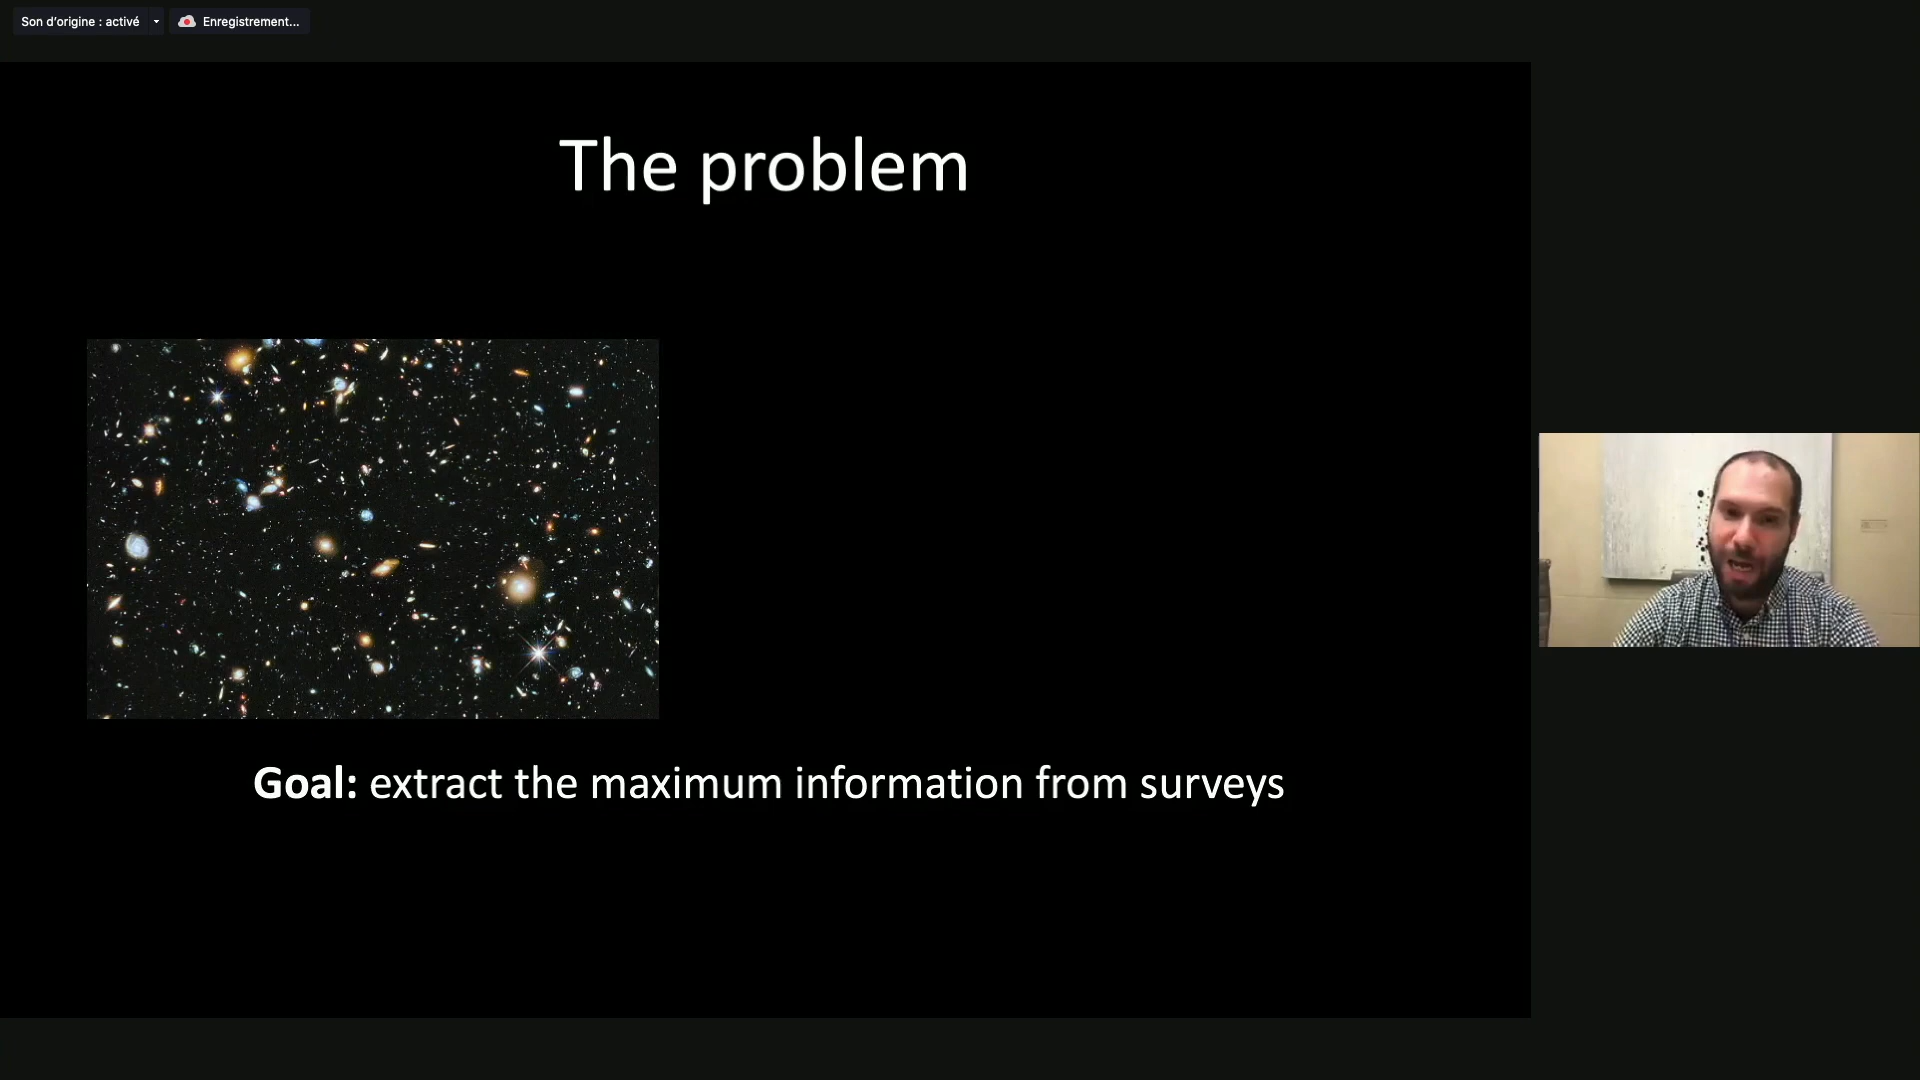 Son d'origine : activé
Enregistrement...
The problem
Goal: extract the maximum information from surveys